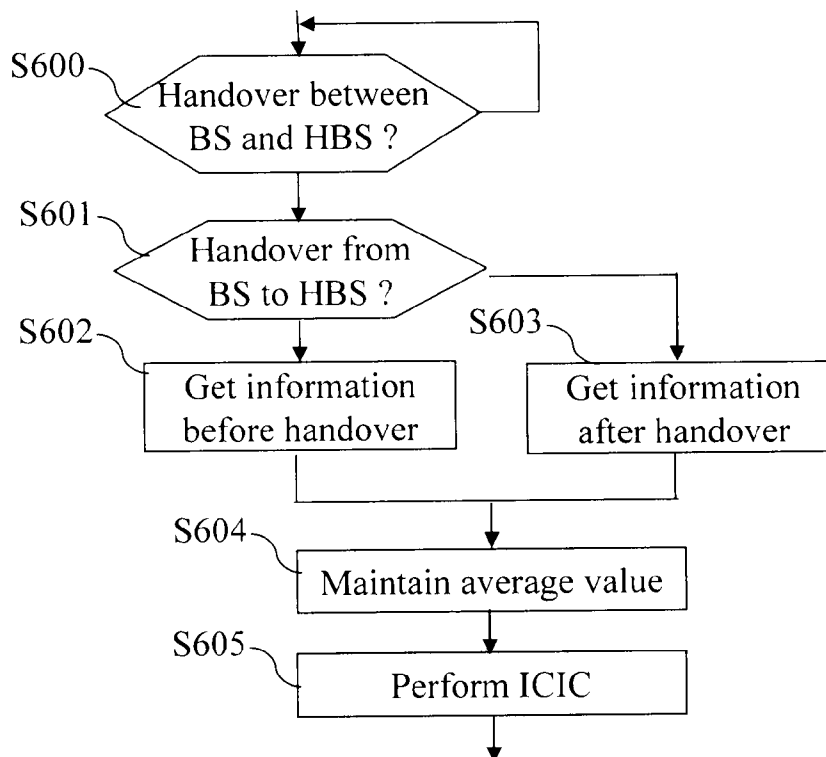 S600
Handover between
BS and HBS ?
S601
Handover from
BS to HBS ?
S602
Get information
before handover
S603
Get information
after handover
S604
Maintain average value
S605
Perform ICIC